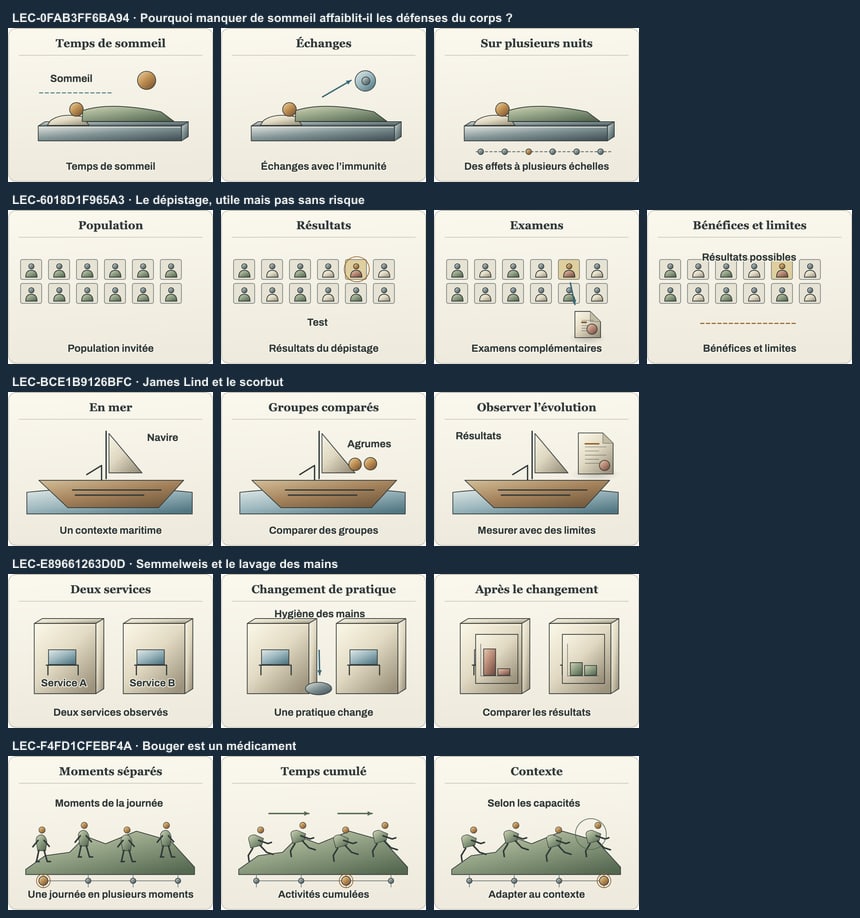 LEC-0FAB3FF6BA94 · Pourquoi manquer de sommeil affaiblit-il les défenses du corps ?
Temps de sommeil
Sommeil
Temps de sommeil
Échanges
Échanges avec l'immunité
Sur plusieurs nuits
Des effets à plusieurs échelles
LEC-6018D1F965A3 · Le dépistage, utile mais pas sans risque
Population
Population invitée
Résultats
Test
Résultats du dépistage
Examens
Examens complémentaires
Bénéfices et limites
Résultats possibles
Bénéfices et limites
LEC-BCE1B9126BFC · James Lind et le scorbut
En mer
Navire
Un contexte maritime
Groupes comparés
Agrumes
Comparer des groupes
Observer l'évolution
Résultats
Mesurer avec des limites
LEC-E89661263D0D · Semmelweis et le lavage des mains
Deux services
Service A
Service B
Deux services observés
Changement de pratique
Hygiène des mains
Une pratique change
Après le changement
Comparer les résultats
LEC-F4FD1CFEBF4A · Bouger est un médicament
Moments séparés
Moments de la journée
Une journée en plusieurs moments
Temps cumulé
Activités cumulées
Contexte
Selon les capacités
Adapter au contexte